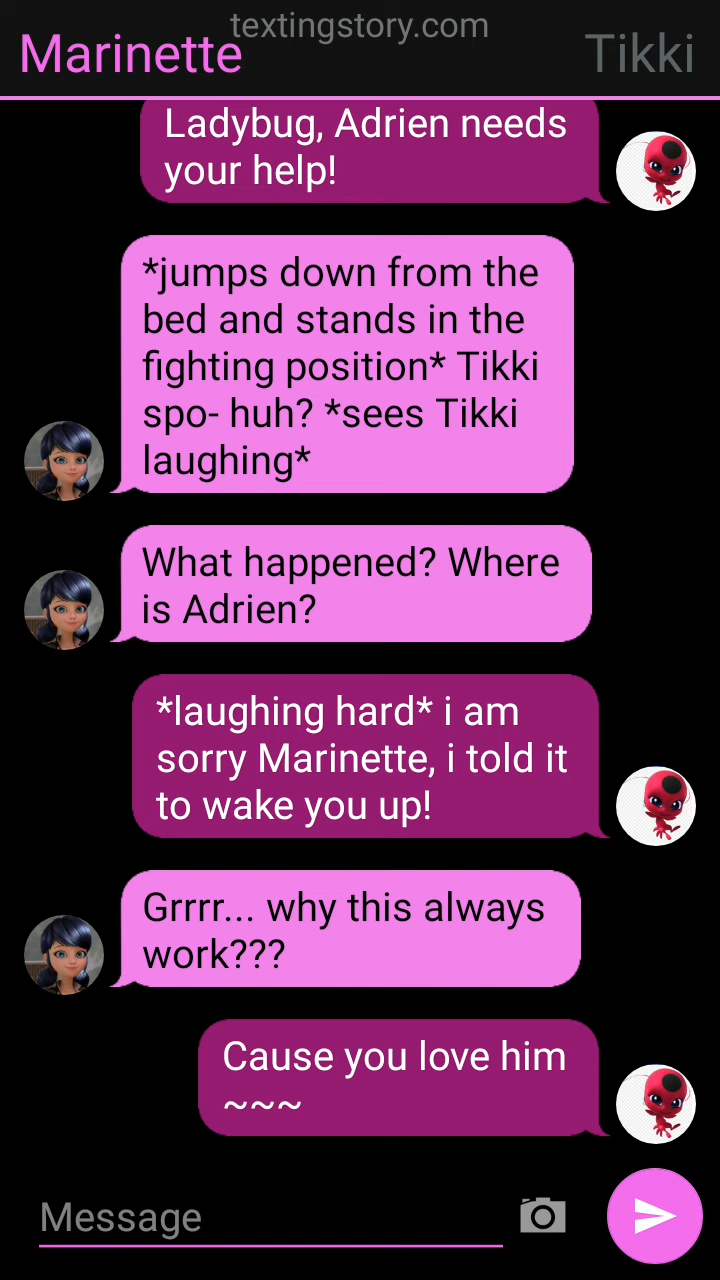 textingstory.com
Marinette
Tikki
Ladybug, Adrien needs
your help!
*jumps down from the
bed and stands in the
fighting position* Tikki
spo- huh? *sees Tikki
laughing*
What happened? Where
is Adrien?
*laughing hard* i am
sorry Marinette, i told it
to wake you up!
Grrrr... why this always
work???
Cause you love him
~~~
Message